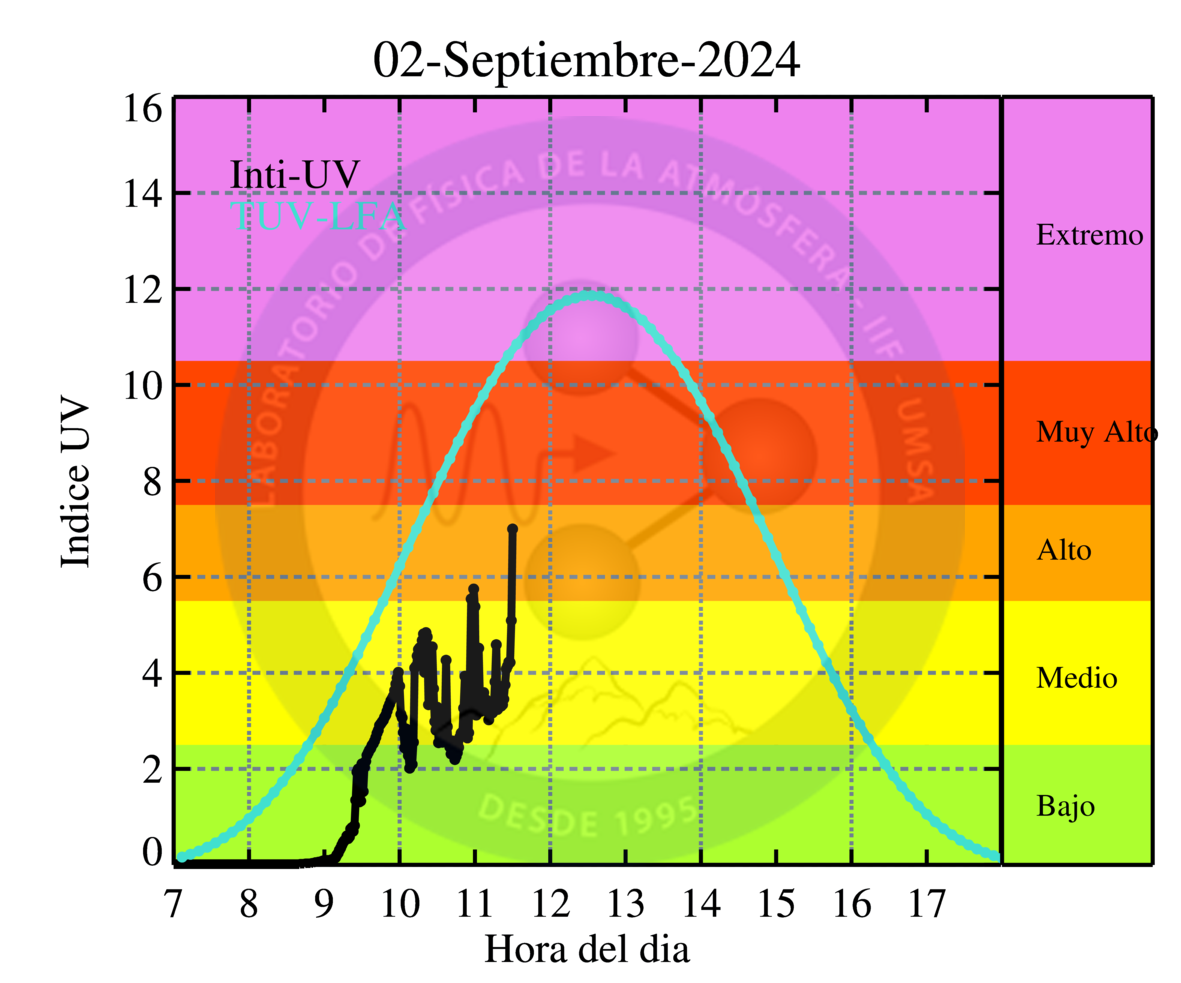 02-Septiembre-2024
Indice UV
16
14
12
10
8
6
4
2
0
Inti-UV
TUV-LFA
LABORATORIO DE FÍSICA DE LA ATMÓSFERA - IIF - UMSA
DESDE 1995
Extremo
Muy Alto
Alto
Medio
Bajo
7 8 9 10 11 12 13 14 15 16 17
Hora del dia